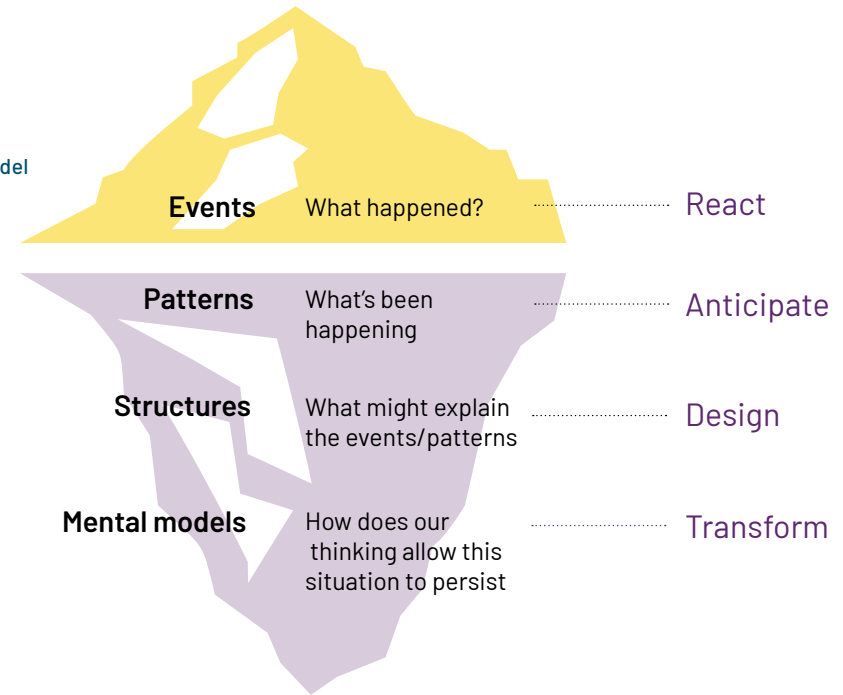 del
Events What happened? React
Patterns What's been Anticipate
happening
Structures What might explain Design
the events/patterns
Mental models How does our Transform
thinking allow this
situation to persist